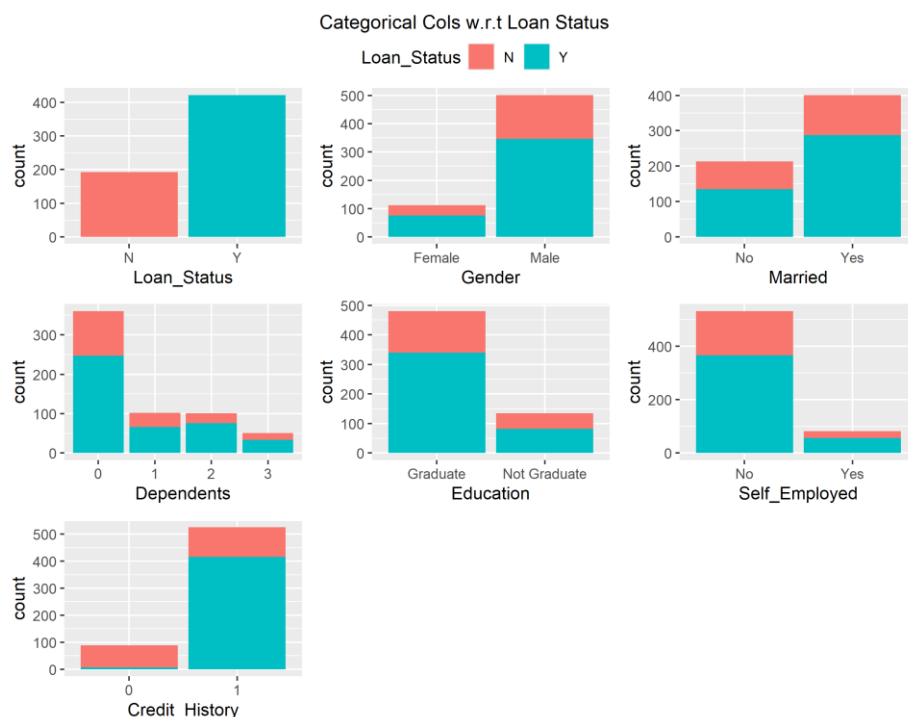 Categorical Cols w.r.t Loan Status
Loan_Status N Y
400
300
200
100
0
count
N Y
Loan_Status
500
400
300
200
100
0
count
Female Male
Gender
400
300
200
100
0
count
No Yes
Married
300
200
100
0
count
0 1 2 3
Dependents
500
400
300
200
100
0
count
Graduate Not Graduate
Education
400
200
0
count
No Yes
Self_Employed
500
400
300
200
100
0
count
0 1
Credit_History